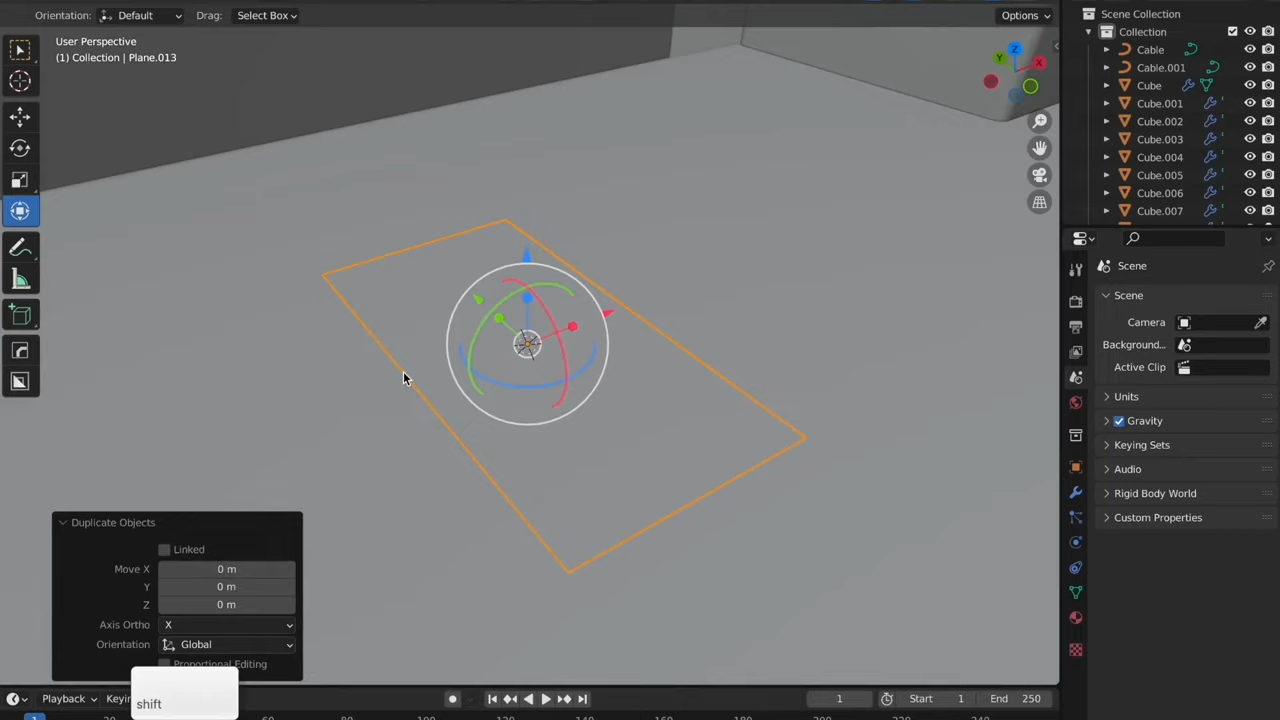 Orientation: Default Drag: Select Box Options
User Perspective
(1) Collection | Plane.013
Z
Y
X
Scene Collection
Collection
Cable
Cable.001
Cube
Cube.001
Cube.002
Cube.003
Cube.004
Cube.005
Cube.006
Cube.007
Scene
Scene
Camera
Background...
Active Clip
Units
Gravity
Keying Sets
Audio
Rigid Body World
Custom Properties
Duplicate Objects
Linked
Move X 0 m
Y 0 m
Z 0 m
Axis Ortho X
Orientation Global
Proportional Editing
shift
Playback Keyin 1 Start 1 End 250
1